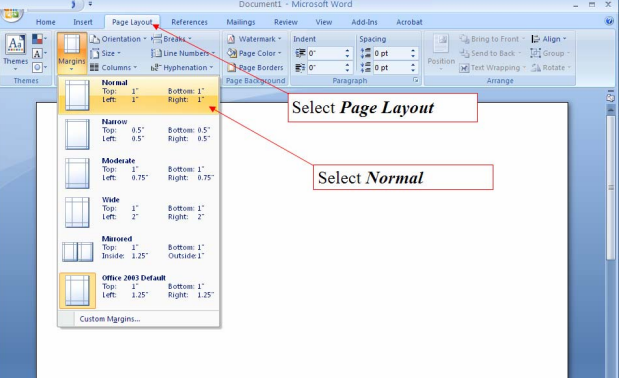 Document1 - Microsoft Word
Home Insert Page Layout References Mailings Review View Add-Ins Acrobat
Themes
Margins
Orientation
Size
Columns
Breaks
Line Numbers
Hyphenation
Watermark
Page Color
Page Borders
Indent
0"
0"
Spacing
0 pt
0 pt
Position
Bring to Front
Send to Back
Text Wrapping
Align
Group
Rotate
Themes Page Background Paragraph Arrange
Normal
Top: 1" Bottom: 1"
Left: 1" Right: 1"
Narrow
Top: 0.5" Bottom: 0.5"
Left: 0.5" Right: 0.5"
Moderate
Top: 1" Bottom: 1"
Left: 0.75" Right: 0.75"
Wide
Top: 1" Bottom: 1"
Left: 2" Right: 2"
Mirrored
Top: 1" Bottom: 1"
Inside: 1.25" Outside: 1"
Office 2003 Default
Top: 1" Bottom: 1"
Left: 1.25" Right: 1.25"
Custom Margins...
Select Page Layout
Select Normal